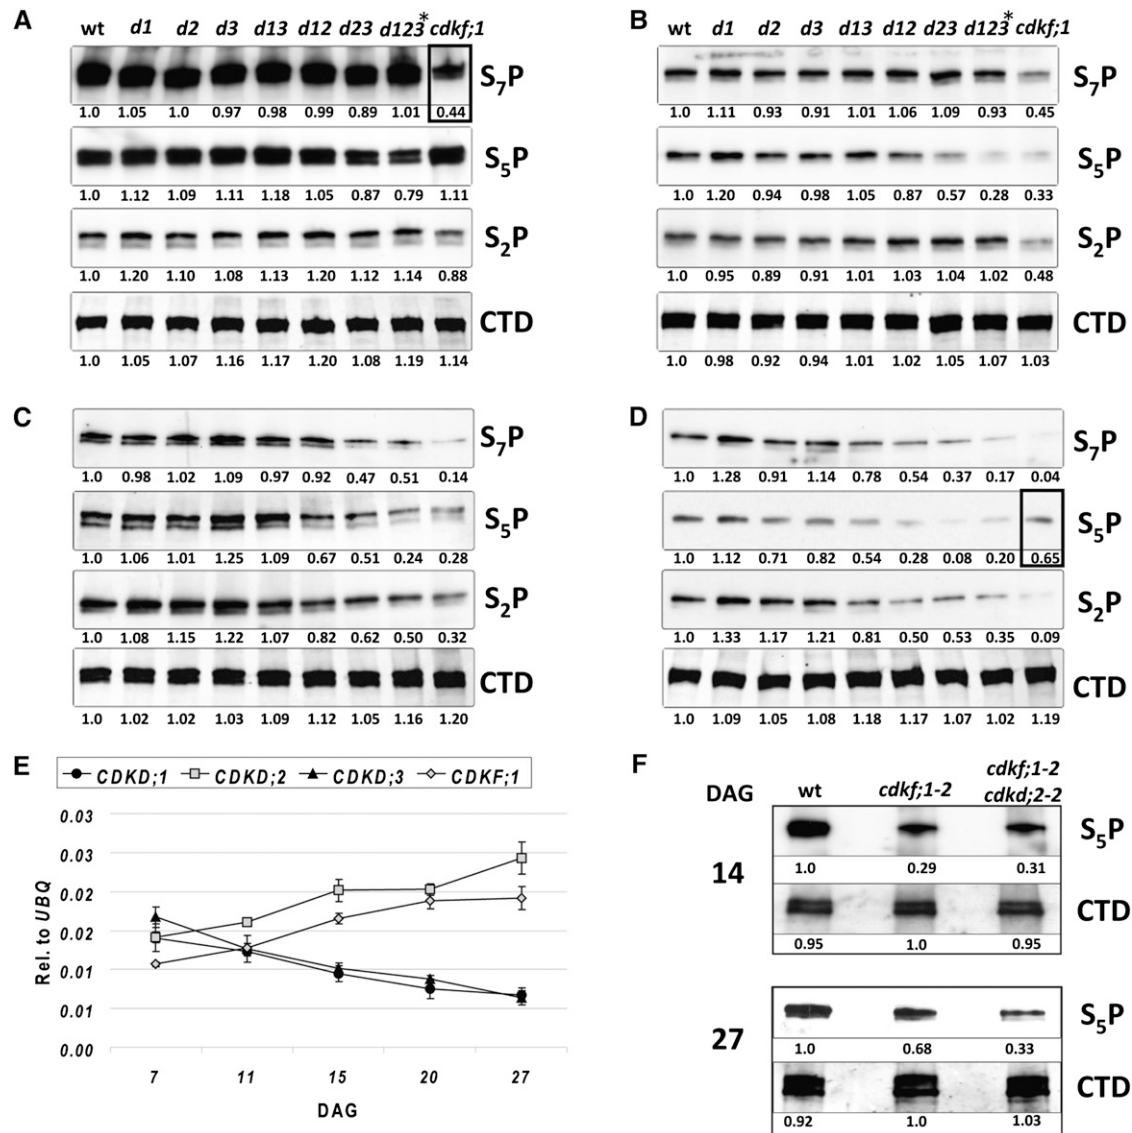 A
wt d1 d2 d3 d13 d12 d23 d123* cdkf;1
S7P
1.0 1.05 1.0 0.97 0.98 0.99 0.89 1.01 0.44
S5P
1.0 1.12 1.09 1.11 1.18 1.05 0.87 0.79 1.11
S2P
1.0 1.20 1.10 1.08 1.13 1.20 1.12 1.14 0.88
CTD
1.0 1.05 1.07 1.16 1.17 1.20 1.08 1.19 1.14
B
wt d1 d2 d3 d13 d12 d23 d123* cdkf;1
S7P
1.0 1.11 0.93 0.91 1.01 1.06 1.09 0.93 0.45
S5P
1.0 1.20 0.94 0.98 1.05 0.87 0.57 0.28 0.33
S2P
1.0 0.95 0.89 0.91 1.01 1.03 1.04 1.02 0.48
CTD
1.0 0.98 0.92 0.94 1.01 1.02 1.05 1.07 1.03
C
S7P
1.0 0.98 1.02 1.09 0.97 0.92 0.47 0.51 0.14
S5P
1.0 1.06 1.01 1.25 1.09 0.67 0.51 0.24 0.28
S2P
1.0 1.08 1.15 1.22 1.07 0.82 0.62 0.50 0.32
CTD
1.0 1.02 1.02 1.03 1.09 1.12 1.05 1.16 1.20
D
S7P
1.0 1.28 0.91 1.14 0.78 0.54 0.37 0.17 0.04
S5P
1.0 1.12 0.71 0.82 0.54 0.28 0.08 0.20 0.65
S2P
1.0 1.33 1.17 1.21 0.81 0.50 0.53 0.35 0.09
CTD
1.0 1.09 1.05 1.08 1.18 1.17 1.07 1.02 1.19
E
CDKD;1 CDKD;2 CDKD;3 CDKF;1
0.03
0.03
0.02
0.02
0.01
0.01
0.00
Rel. to UBQ
7 11 15 20 27
DAG
F
cdkf;1-2
DAG wt cdkf;1-2 cdkd;2-2
S5P
1.0 0.29 0.31
14
CTD
0.95 1.0 0.95
S5P
27
1.0 0.68 0.33
CTD
0.92 1.0 1.03